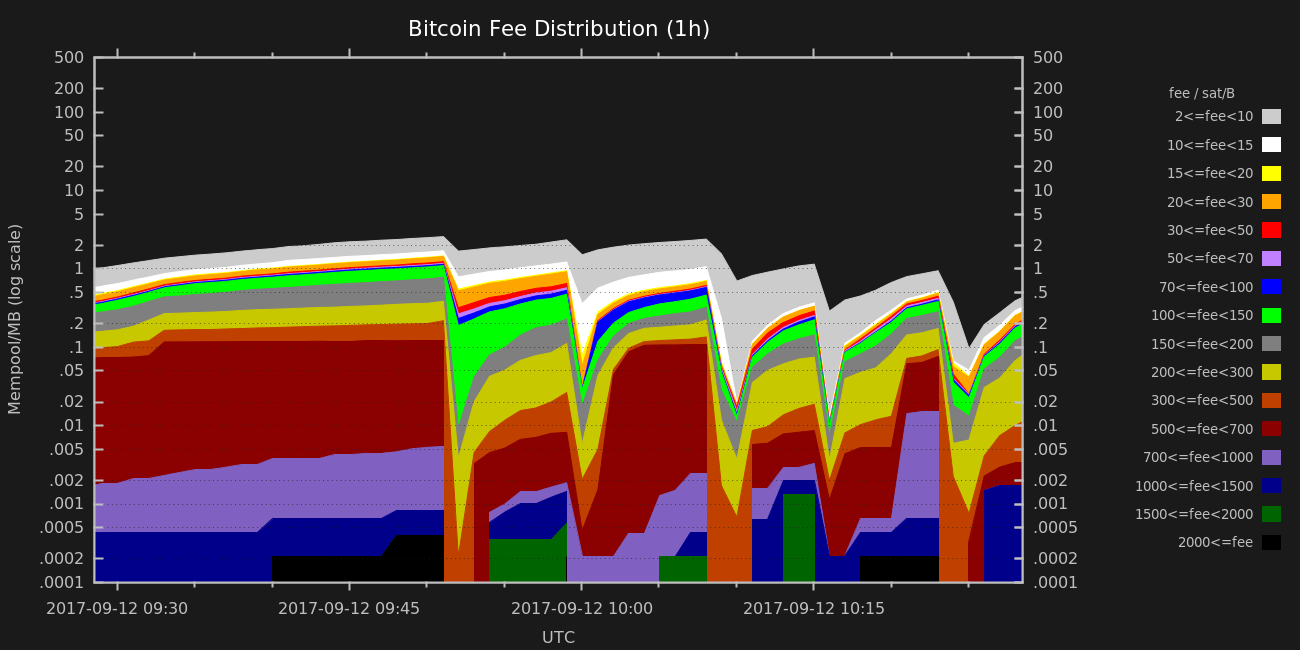 Bitcoin Fee Distribution (1h)
500 500
200 200
100 100
50 50
20 20
10 10
5 5
2 2
1 1
.5 .5
.2 .2
.1 .1
.05 .05
.02 .02
.01 .01
.005 .005
.002 .002
.001 .001
.0005 .0005
.0002 .0002
.0001 .0001
Mempool/MB (log scale)
2017-09-12 09:30 2017-09-12 09:45 2017-09-12 10:00 2017-09-12 10:15
UTC
fee / sat/B
2<=fee<10
10<=fee<15
15<=fee<20
20<=fee<30
30<=fee<50
50<=fee<70
70<=fee<100
100<=fee<150
150<=fee<200
200<=fee<300
300<=fee<500
500<=fee<700
700<=fee<1000
1000<=fee<1500
1500<=fee<2000
2000<=fee